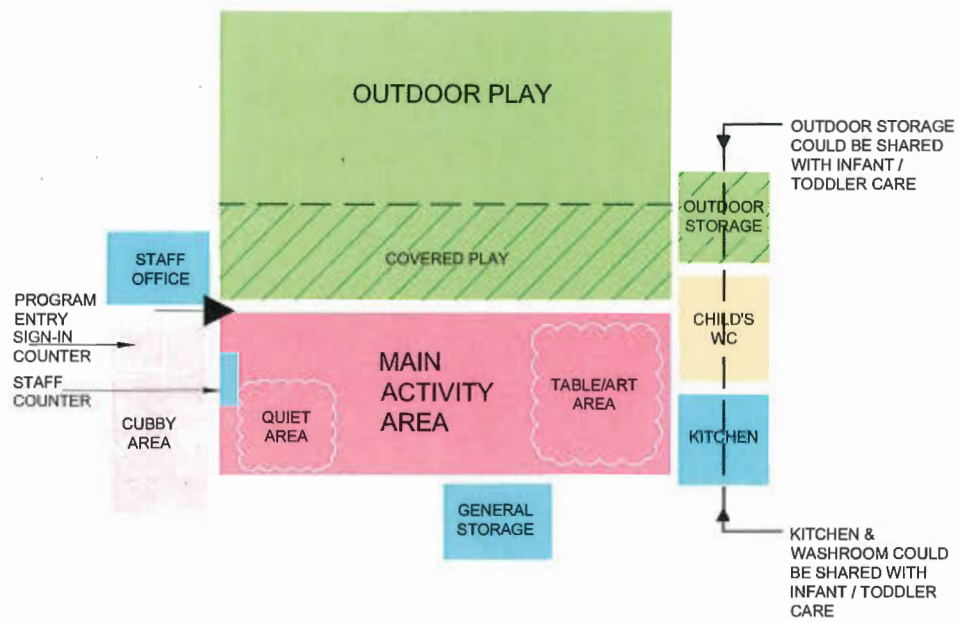 OUTDOOR PLAY
OUTDOOR STORAGE
COULD BE SHARED
WITH INFANT /
TODDLER CARE
OUTDOOR
STORAGE
COVERED PLAY
STAFF
OFFICE
PROGRAM
ENTRY
SIGN-IN
COUNTER
STAFF
COUNTER
CUBBY
AREA
MAIN
ACTIVITY
AREA
QUIET
AREA
TABLE/ART
AREA
CHILD'S
WC
KITCHEN
GENERAL
STORAGE
KITCHEN &
WASHROOM COULD
BE SHARED WITH
INFANT / TODDLER
CARE